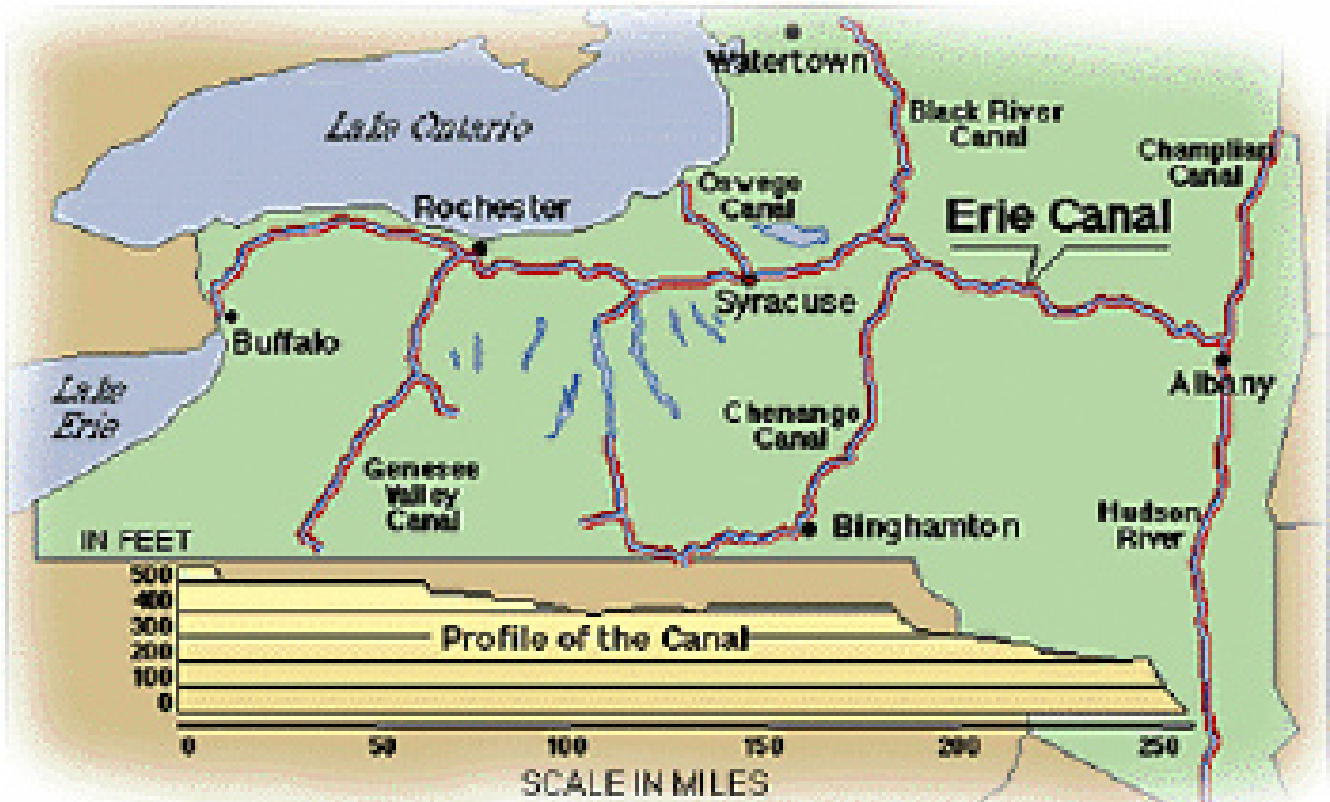 Watertown
Lake Onterio
Black River
Canal
Champlian
Canal
Oswego
Canal
Rochester
Erie Canal
Syracuse
Buffalo
Lake
Erie
Albany
Chenango
Canal
Genesee
Valley
Canal
Binghamton
Hudson
River
IN FEET
500
400
300
200
100
0
Profile of the Canal
0 50 100 150 200 250
SCALE IN MILES